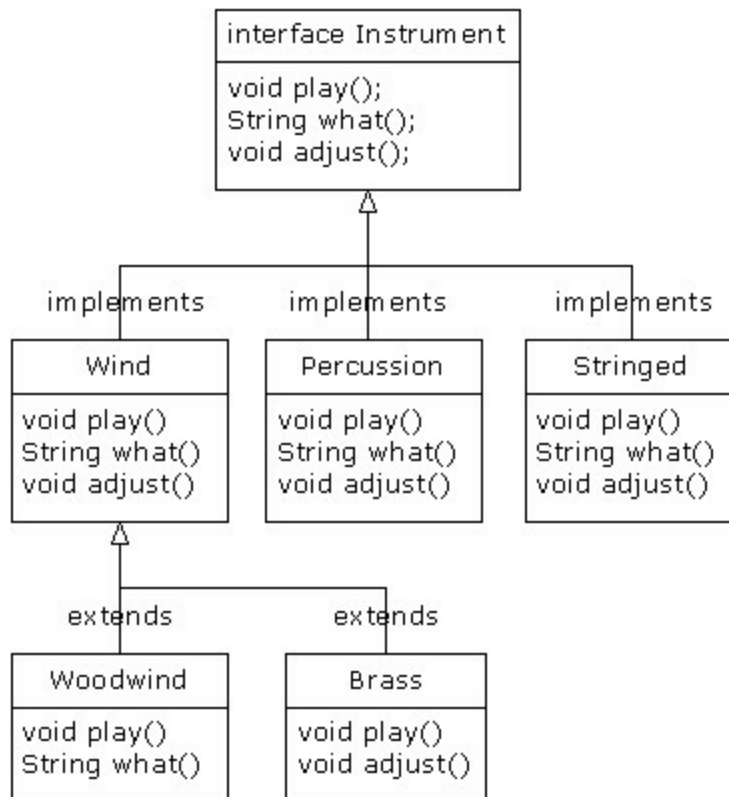 interface Instrument
void play();
String what();
void adjust();
implements
implements
implements
Wind
void play()
String what()
void adjust()
Percussion
void play()
String what()
void adjust()
Stringed
void play()
String what()
void adjust()
extends
extends
Woodwind
void play()
String what()
Brass
void play()
void adjust()